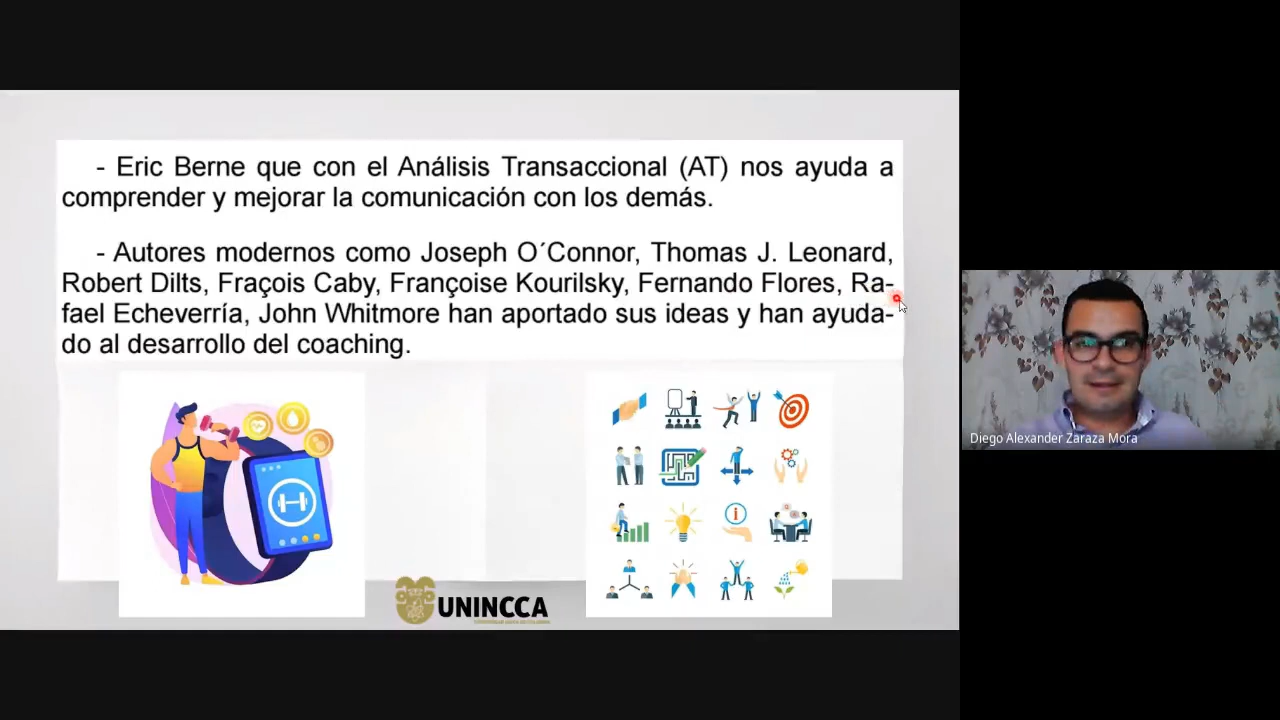 - Eric Berne que con el Análisis Transaccional (AT) nos ayuda a
comprender y mejorar la comunicación con los demás.
- Autores modernos como Joseph O´Connor, Thomas J. Leonard,
Robert Dilts, Fraçois Caby, Françoise Kourilsky, Fernando Flores, Ra-
fael Echeverría, John Whitmore han aportado sus ideas y han ayuda-
do al desarrollo del coaching.
UNINCCA
Diego Alexander Zaraza Mora